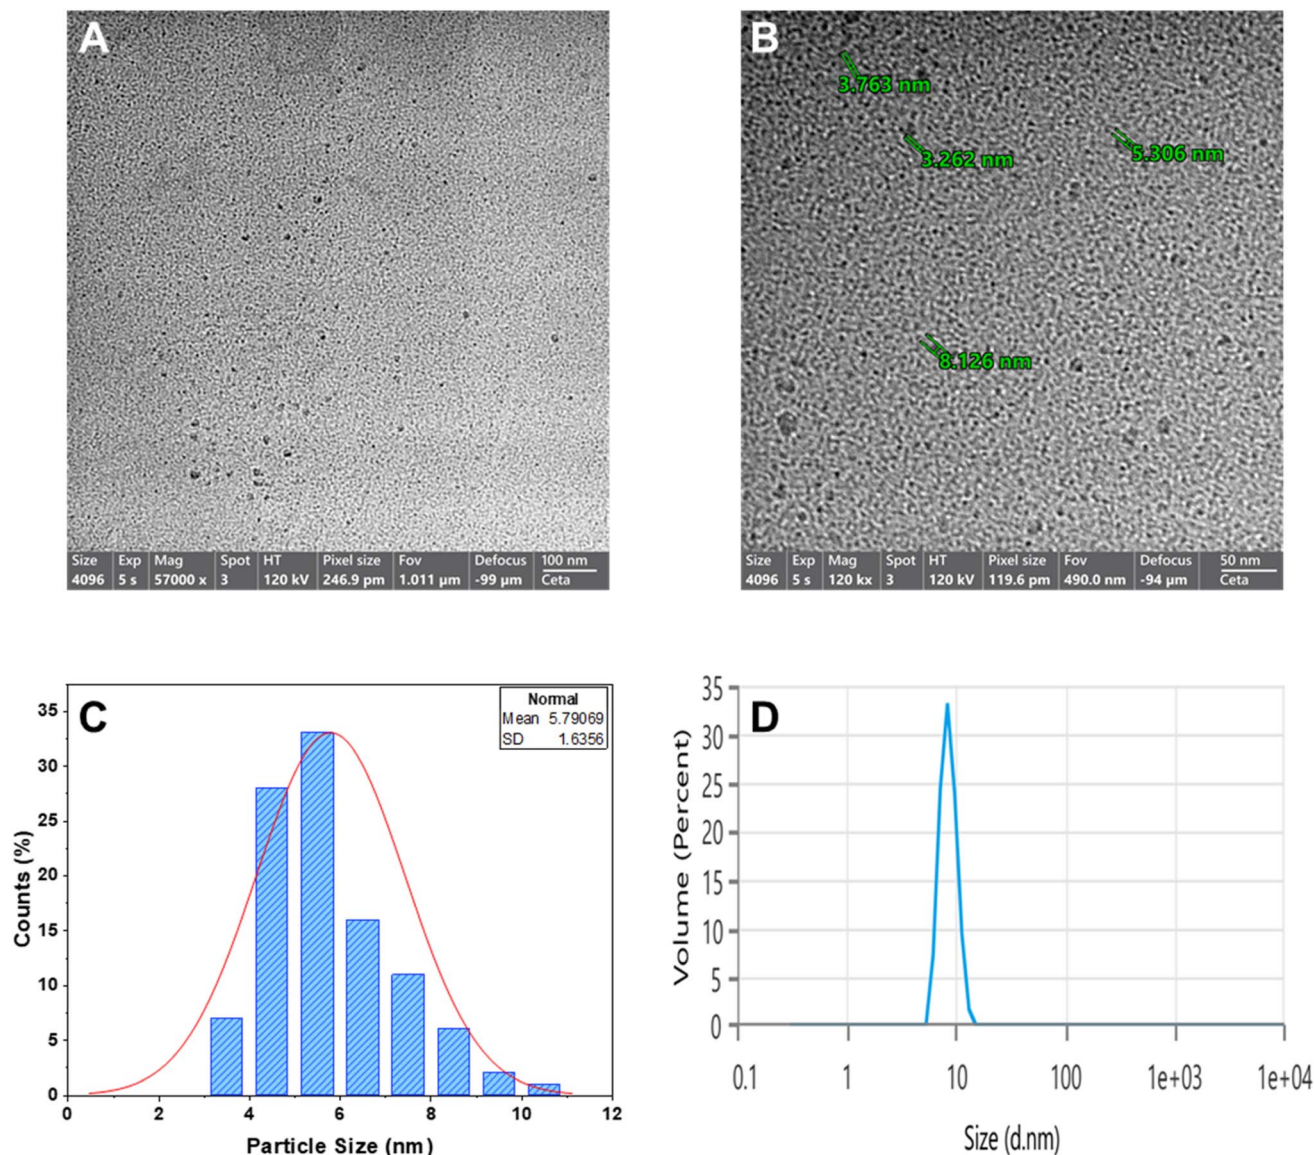 A
Size Exp Mag Spot HT Pixel size Fov Defocus 100 nm
4096 5 s 57000 x 3 120 kV 246.9 pm 1.011 µm -99 µm Ceta
B
3.763 nm
3.262 nm
5.306 nm
8.126 nm
Size Exp Mag Spot HT Pixel size Fov Defocus 50 nm
4096 5 s 120 kx 3 120 kV 119.6 pm 490.0 nm -94 µm Ceta
C
Normal
Mean 5.79069
SD 1.6356
Counts (%)
35
30
25
20
15
10
5
0
0 2 4 6 8 10 12
Particle Size (nm)
D
Volume (Percent)
35
30
25
20
15
10
5
0
0.1 1 10 100 1e+03 1e+04
Size (d.nm)